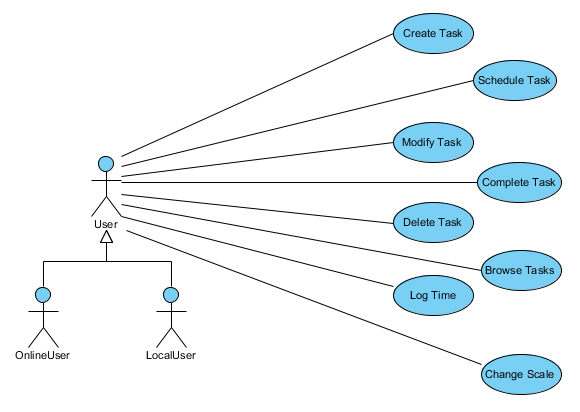 Create Task
Schedule Task
Modify Task
Complete Task
User
Delete Task
Browse Tasks
Log Time
OnlineUser
LocalUser
Change Scale